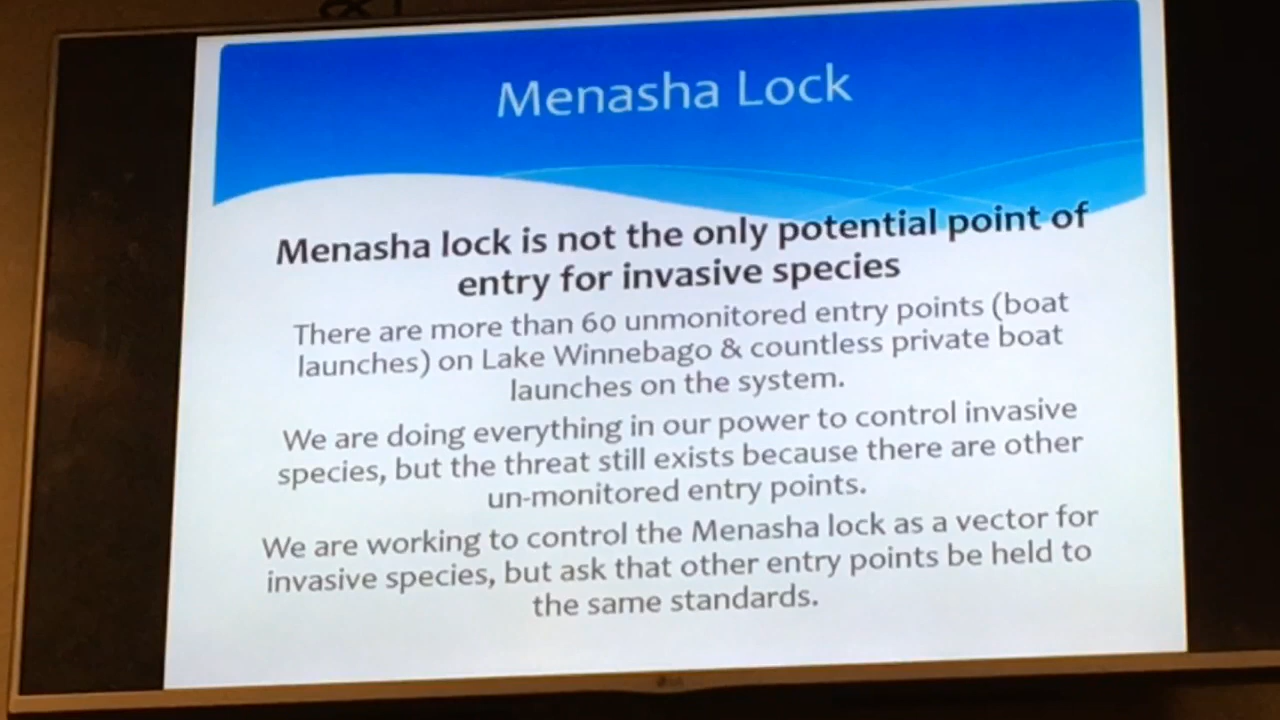 Menasha Lock
Menasha lock is not the only potential point of
entry for invasive species
There are more than 60 unmonitored entry points (boat
launches) on Lake Winnebago & countless private boat
launches on the system.
We are doing everything in our power to control invasive
species, but the threat still exists because there are other
un-monitored entry points.
We are working to control the Menasha lock as a vector for
invasive species, but ask that other entry points be held to
the same standards.
LG